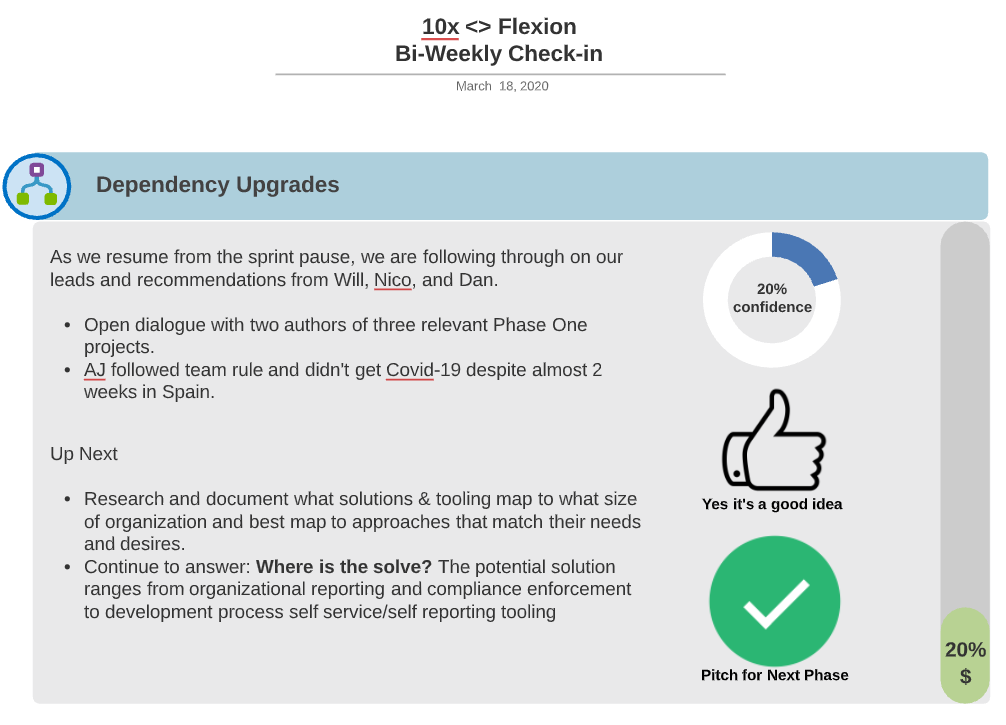 10x <> Flexion
Bi-Weekly Check-in
March 18, 2020
Dependency Upgrades
As we resume from the sprint pause, we are following through on our
leads and recommendations from Will, Nico, and Dan.
• Open dialogue with two authors of three relevant Phase One
projects.
• AJ followed team rule and didn't get Covid-19 despite almost 2
weeks in Spain.
Up Next
• Research and document what solutions & tooling map to what size
of organization and best map to approaches that match their needs
and desires.
• Continue to answer: Where is the solve? The potential solution
ranges from organizational reporting and compliance enforcement
to development process self service/self reporting tooling
20%
confidence
Yes it's a good idea
Pitch for Next Phase
20%
$